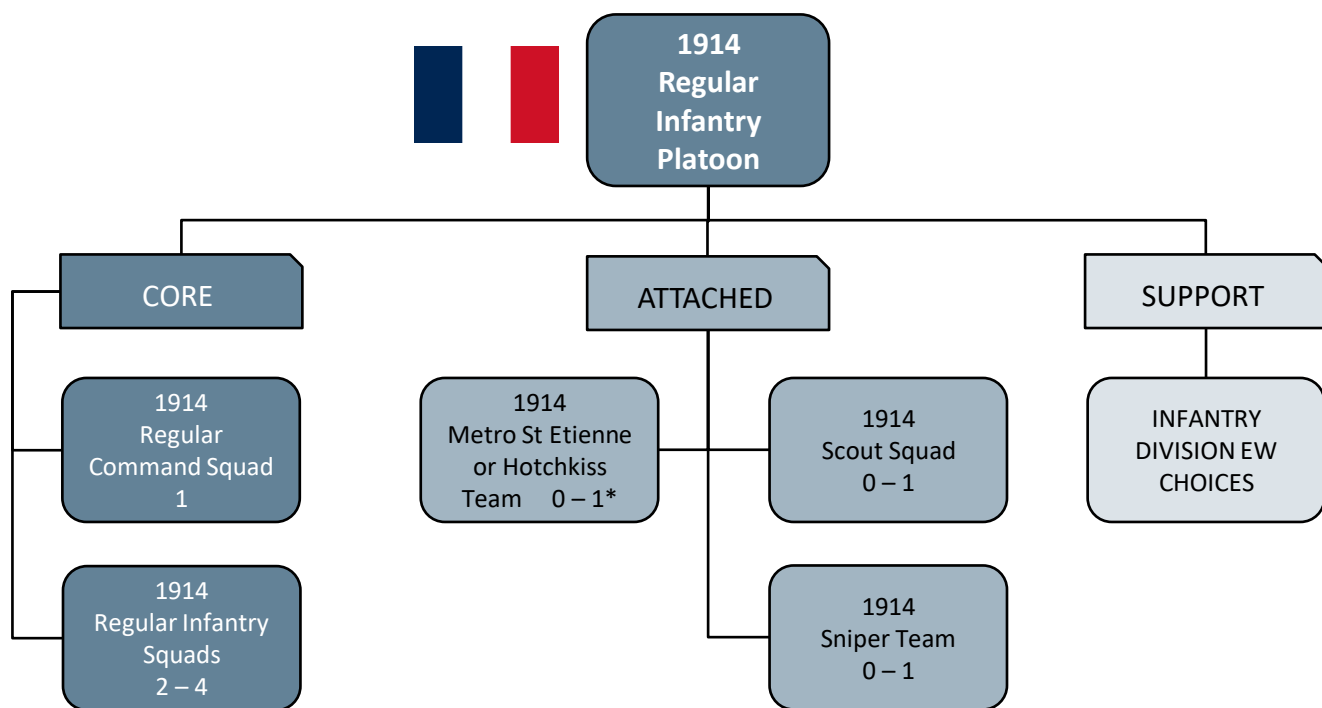 1914
Regular
Infantry
Platoon
CORE
ATTACHED
SUPPORT
1914
Regular
Command Squad
1
1914
Metro St Etienne
or Hotchkiss
Team 0 – 1*
1914
Scout Squad
0 – 1
INFANTRY
DIVISION EW
CHOICES
1914
Regular Infantry
Squads
2 – 4
1914
Sniper Team
0 – 1